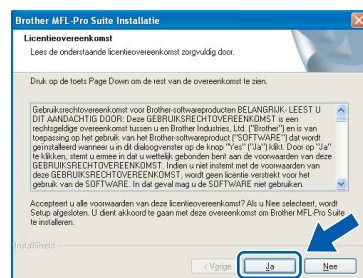 Brother MFL-Pro Suite Installatie
Licentieovereenkomst
Lees de onderstaande licentieovereenkomst zorgvuldig door.
Druk op de toets Page Down om de rest van de overeenkomst te zien.
Gebruiksrechtovereenkomst voor Brother-softwareproducten BELANGRIJK- LEEST U
DIT AANDACHTIG DOOR: Deze GEBRUIKSRECHTOVEREENKOMST is een
rechtsgeldige overeenkomst tussen u en Brother Industries, Ltd. ("Brother") en is van
toepassing op het gebruik van het Brother-softwareproduct ("SOFTWARE") dat wordt
geïnstalleerd wanneer u in dit dialoogvenster op de knop "Yes" ("Ja") klikt. Door op "Ja"
te klikken, stemt u ermee in dat u wettelijk gebonden bent aan de voorwaarden van deze
GEBRUIKSRECHTOVEREENKOMST. Indien u niet instemt met de voorwaarden van
deze GEBRUIKSRECHTOVEREENKOMST, wordt geen licentie verstrekt voor het
gebruik van de SOFTWARE. In dat geval mag u de SOFTWARE niet gebruiken.
Accepteert u alle voorwaarden van deze licentieovereenkomst? Als u Nee selecteert, wordt
Setup afgesloten. U dient akkoord te gaan met deze overeenkomst om Brother MFL-Pro Suite
te installeren.
InstallShield
< Vorige Ja Nee